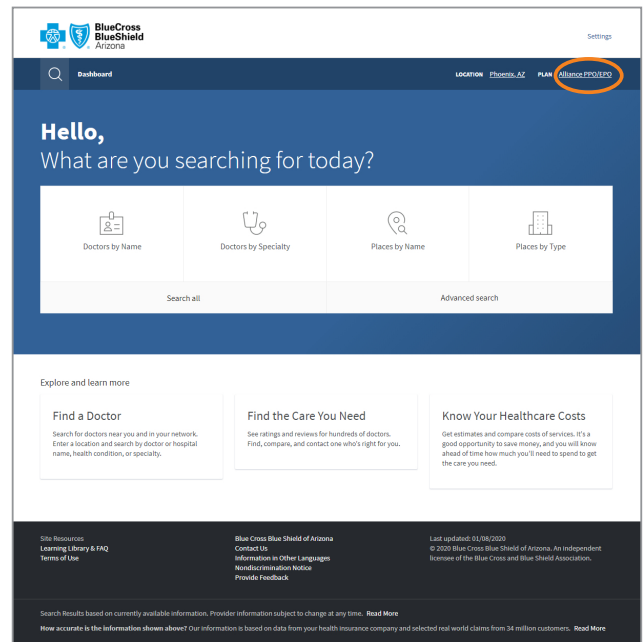 BlueCross
BlueShield
Arizona
Settings
Dashboard
LOCATION Phoenix, AZ PLAN Alliance PPO/EPO
Hello,
What are you searching for today?
Doctors by Name
Doctors by Specialty
Places by Name
Places by Type
Search all
Advanced search
Explore and learn more
Find a Doctor
Search for doctors near you and in your network.
Enter a location and search by doctor or hospital
name, health condition, or specialty.
Find the Care You Need
See ratings and reviews for hundreds of doctors.
Find, compare, and contact one who's right for you.
Know Your Healthcare Costs
Get estimates and compare costs of services. It's a
good opportunity to save money, and you will know
ahead of time how much you'll need to spend to get
the care you need.
Site Resources
Learning Library & FAQ
Terms of Use
Blue Cross Blue Shield of Arizona
Contact Us
Information in Other Languages
Nondiscrimination Notice
Provide Feedback
Last updated: 01/08/2020
© 2020 Blue Cross Blue Shield of Arizona. An independent
licensee of the Blue Cross and Blue Shield Association.
Search Results based on currently available information. Provider information subject to change at any time. Read More
How accurate is the information shown above? Our information is based on data from your health insurance company and selected real world claims from 34 million customers. Read More